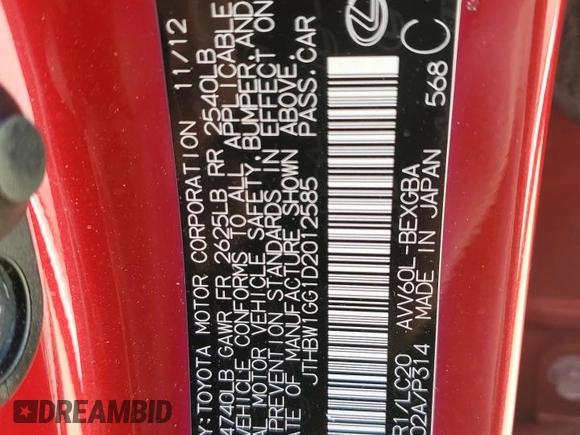 Y:TOYOTA MOTOR CORPORATION 11/12
4740LB GAWR FR 2625LB RR 2540LB
VEHICLE CONFORMS TO ALL APPLICABLE
MOTOR VEHICLE SAFETY, BUMPER, AND
PREVENTION STANDARDS IN EFFECT ON
OF MANUFACTURE SHOWN ABOVE.
JTHBW1GG1D2012585 PASS.CAR
R1/LC20 AVV60L-BEXGBA 568
02A7P314 MADE IN JAPAN C
DREAMBID